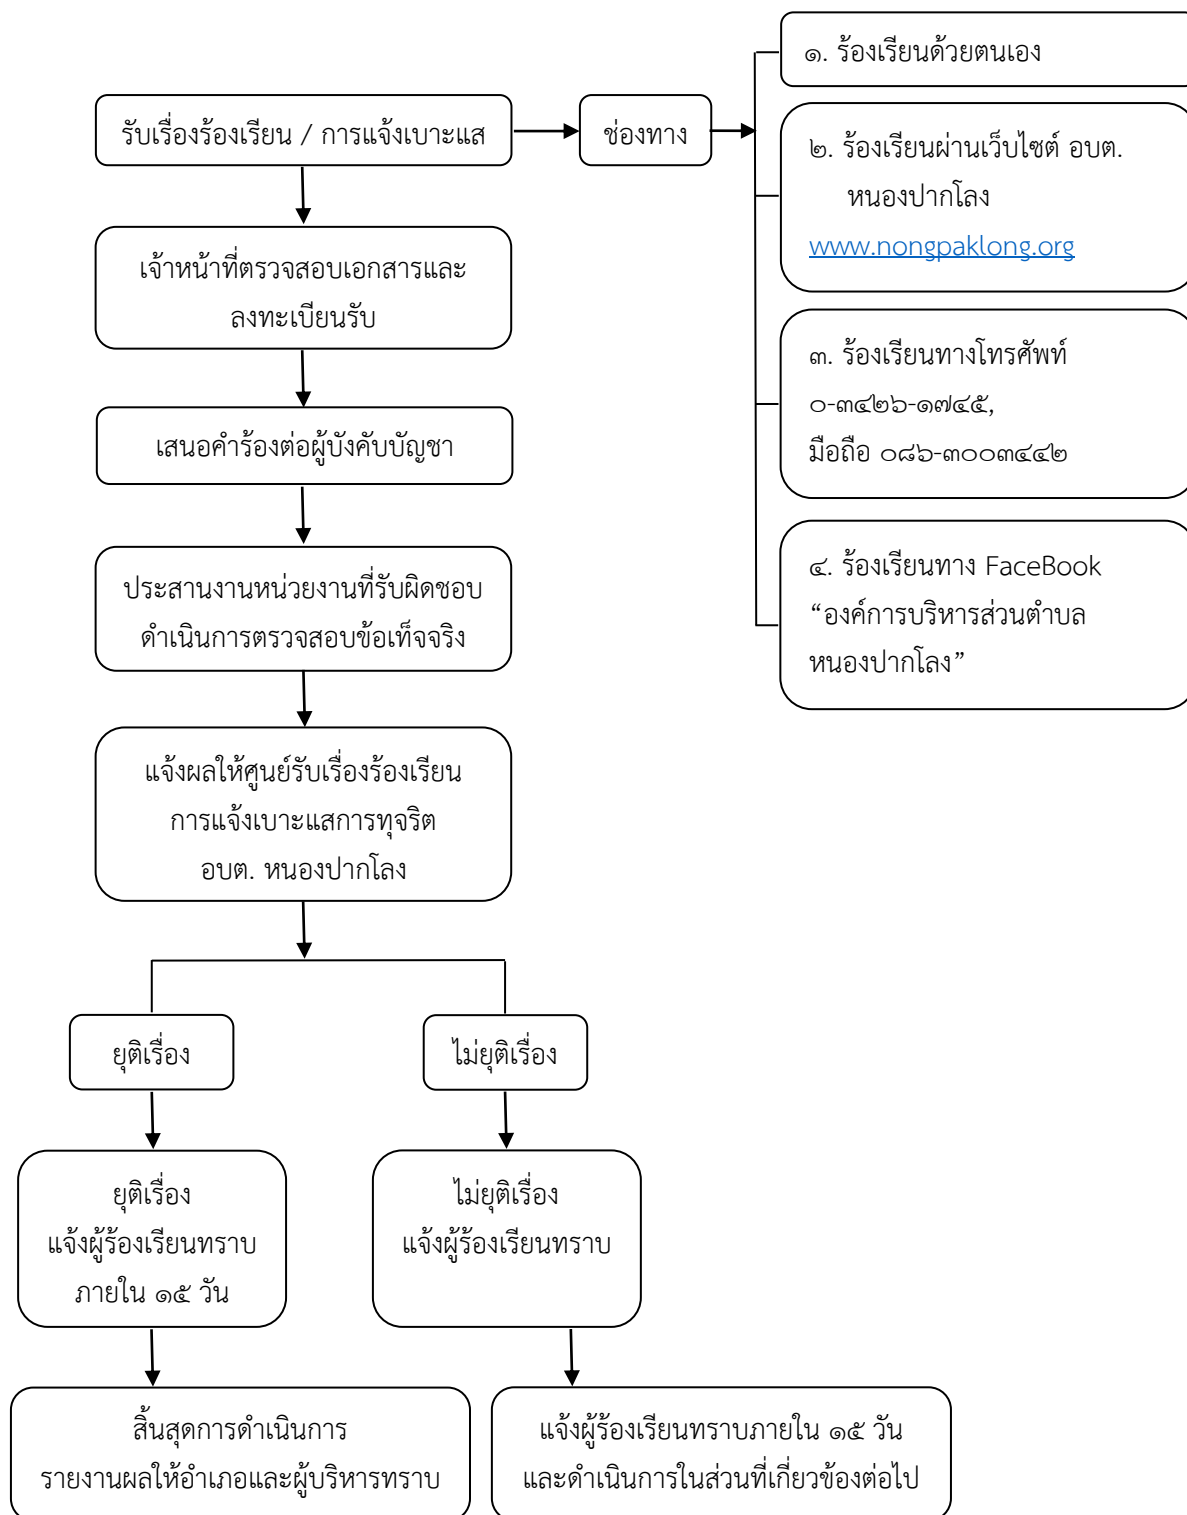 รับเรื่องร้องเรียน / การแจ้งเบาะแส
ช่องทาง
๑. ร้องเรียนด้วยตนเอง
๒. ร้องเรียนผ่านเว็บไซต์ อบต.
หนองปากโลง
www.nongpaklong.org
๓. ร้องเรียนทางโทรศัพท์
๐-๓๔๒๖-๑๗๔๕,
มือถือ ๐๘๖-๓๐๐๓๔๔๒
๔. ร้องเรียนทาง FaceBook
“องค์การบริหารส่วนตำบล
หนองปากโลง”
เจ้าหน้าที่ตรวจสอบเอกสารและ
ลงทะเบียนรับ
เสนอคำร้องต่อผู้บังคับบัญชา
ประสานงานหน่วยงานที่รับผิดชอบ
ดำเนินการตรวจสอบข้อเท็จจริง
แจ้งผลให้ศูนย์รับเรื่องร้องเรียน
การแจ้งเบาะแสการทุจริต
อบต. หนองปากโลง
ยุติเรื่อง
ไม่ยุติเรื่อง
ยุติเรื่อง
แจ้งผู้ร้องเรียนทราบ
ภายใน ๑๕ วัน
ไม่ยุติเรื่อง
แจ้งผู้ร้องเรียนทราบ
สิ้นสุดการดำเนินการ
รายงานผลให้อำเภอและผู้บริหารทราบ
แจ้งผู้ร้องเรียนทราบภายใน ๑๕ วัน
และดำเนินการในส่วนที่เกี่ยวข้องต่อไป